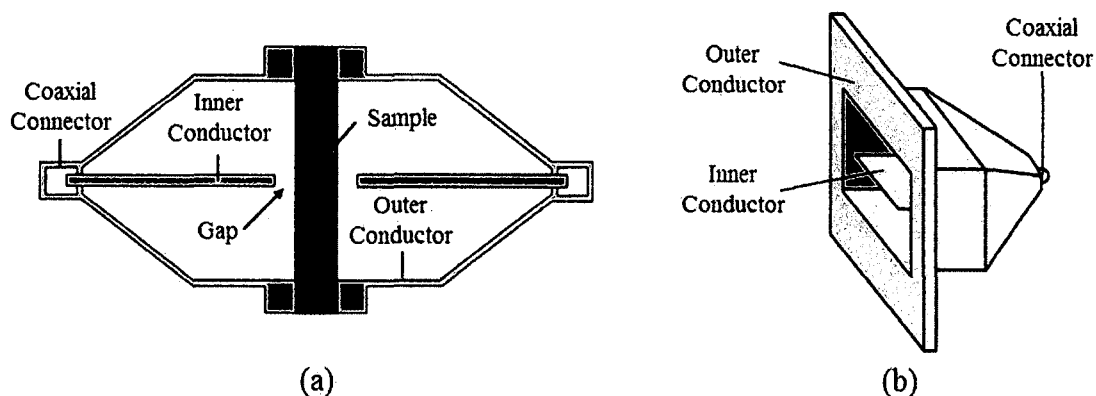 Coaxial
Connector
Inner
Conductor
Sample
Gap
Outer
Conductor
(a)
Outer
Conductor
Inner
Conductor
Coaxial
Connector
(b)